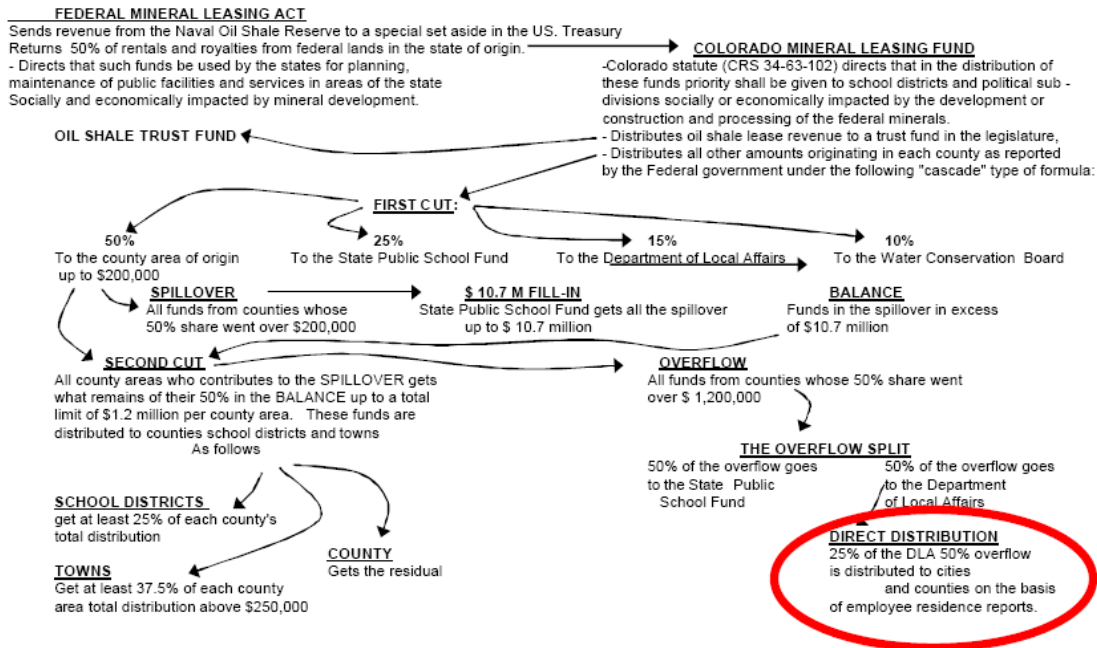 FEDERAL MINERAL LEASING ACT
Sends revenue from the Naval Oil Shale Reserve to a special set aside in the US. Treasury
Returns 50% of rentals and royalties from federal lands in the state of origin.
- Directs that such funds be used by the states for planning,
maintenance of public facilities and services in areas of the state
Socially and economically impacted by mineral development.
COLORADO MINERAL LEASING FUND
-Colorado statute (CRS 34-63-102) directs that in the distribution of
these funds priority shall be given to school districts and political sub -
divisions socially or economically impacted by the development or
construction and processing of the federal minerals.
- Distributes oil shale lease revenue to a trust fund in the legislature,
- Distributes all other amounts originating in each county as reported
by the Federal government under the following "cascade" type of formula:
OIL SHALE TRUST FUND
FIRST CUT:
50%
To the county area of origin
up to $200,000
25%
To the State Public School Fund
15%
To the Department of Local Affairs
10%
To the Water Conservation Board
SPILLOVER
All funds from counties whose
50% share went over $200,000
$ 10.7 M FILL-IN
State Public School Fund gets all the spillover
up to $ 10.7 million
BALANCE
Funds in the spillover in excess
of $10.7 million
SECOND CUT
All county areas who contributes to the SPILLOVER gets
what remains of their 50% in the BALANCE up to a total
limit of $1.2 million per county area. These funds are
distributed to counties school districts and towns
As follows
OVERFLOW
All funds from counties whose 50% share went
over $ 1,200,000
THE OVERFLOW SPLIT
50% of the overflow goes
to the State Public
School Fund
50% of the overflow goes
to the Department
of Local Affairs
SCHOOL DISTRICTS
get at least 25% of each county's
total distribution
TOWNS
Get at least 37.5% of each county
area total distribution above $250,000
COUNTY
Gets the residual
DIRECT DISTRIBUTION
25% of the DLA 50% overflow
is distributed to cities
and counties on the basis
of employee residence reports.